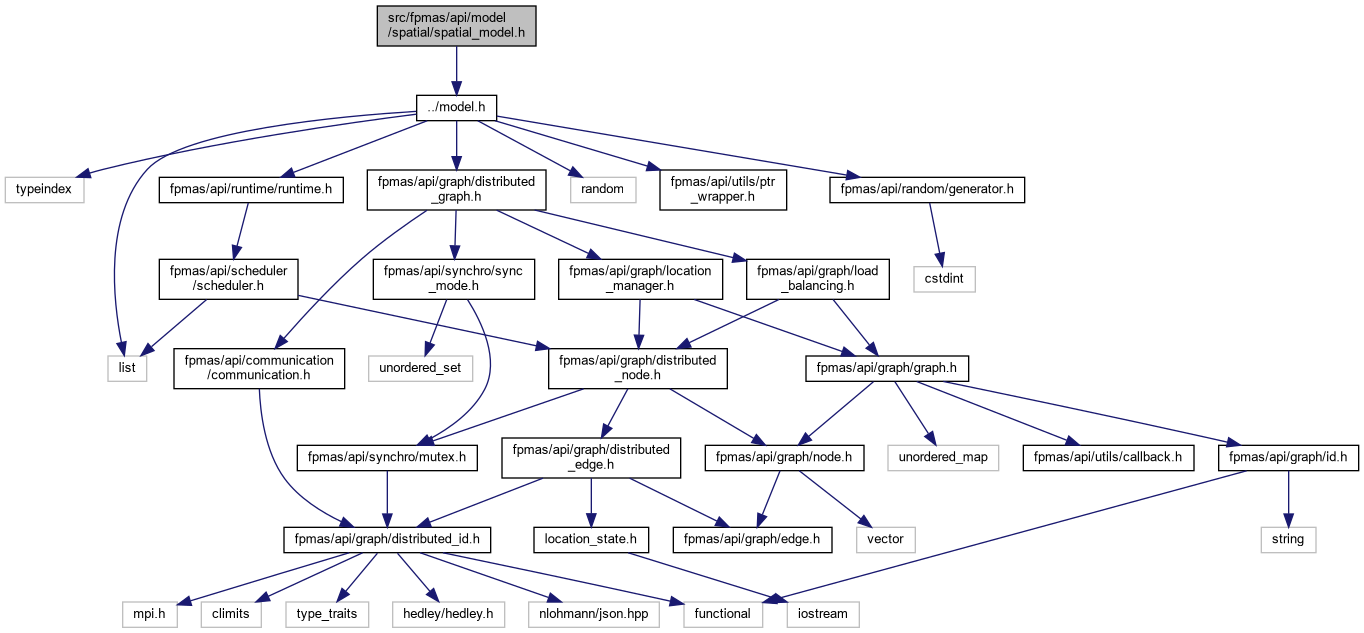 src/fpmas/api/model
/spatial/spatial_model.h
../model.h
typeindex
fpmas/api/runtime/runtime.h
fpmas/api/graph/distributed
_graph.h
random
fpmas/api/utils/ptr
_wrapper.h
fpmas/api/random/generator.h
fpmas/api/scheduler
/scheduler.h
fpmas/api/synchro/sync
_mode.h
fpmas/api/graph/location
_manager.h
fpmas/api/graph/load
_balancing.h
cstdint
list
fpmas/api/communication
/communication.h
unordered_set
fpmas/api/graph/distributed
_node.h
fpmas/api/graph/graph.h
fpmas/api/synchro/mutex.h
fpmas/api/graph/distributed
_edge.h
fpmas/api/graph/node.h
unordered_map
fpmas/api/utils/callback.h
fpmas/api/graph/id.h
fpmas/api/graph/distributed_id.h
location_state.h
fpmas/api/graph/edge.h
vector
string
mpi.h
climits
type_traits
hedley/hedley.h
nlohmann/json.hpp
functional
iostream